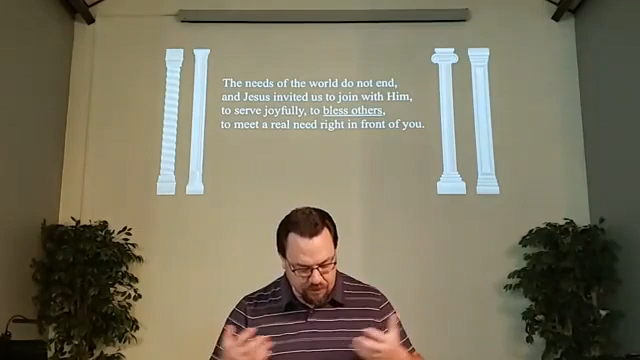 The needs of the world do not end,
and Jesus invited us to join with Him,
to serve joyfully, to bless others,
to meet a real need right in front of you.